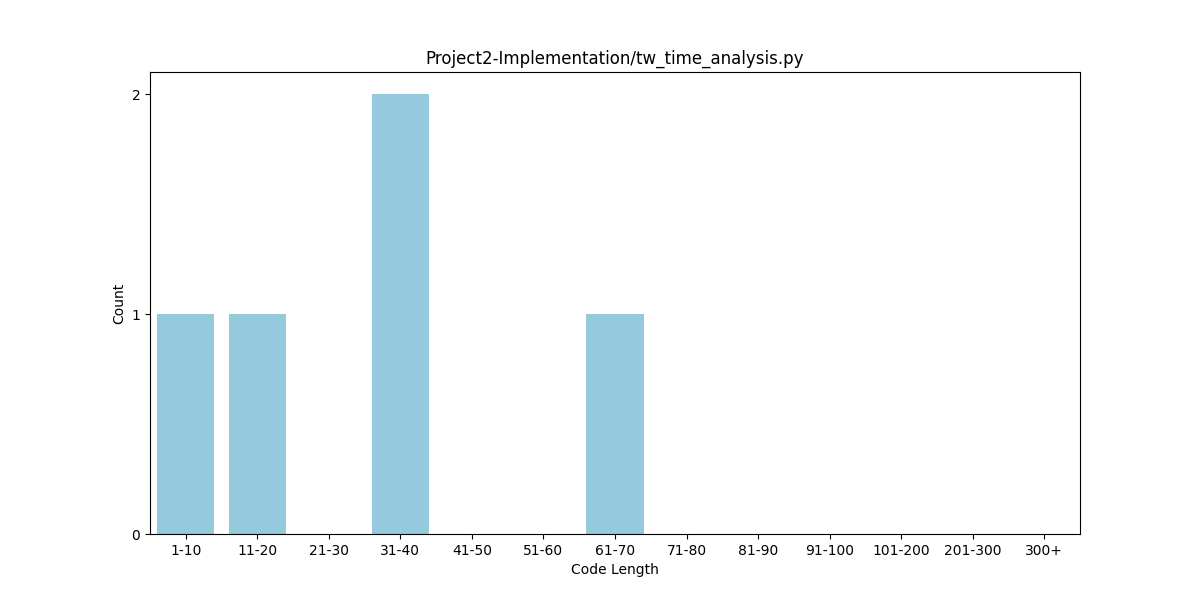 Project2-Implementation/tw_time_analysis.py
2
1
0
Count
1-10 11-20 21-30 31-40 41-50 51-60 61-70 71-80 81-90 91-100 101-200 201-300 300+
Code Length